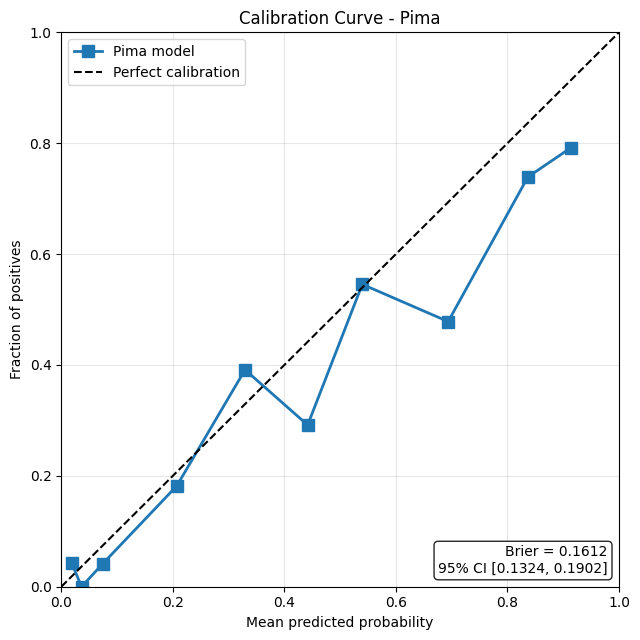 Calibration Curve - Pima
Pima model
Perfect calibration
1.0
0.8
0.6
0.4
0.2
0.0
Fraction of positives
Brier = 0.1612
95% CI [0.1324, 0.1902]
0.0 0.2 0.4 0.6 0.8 1.0
Mean predicted probability